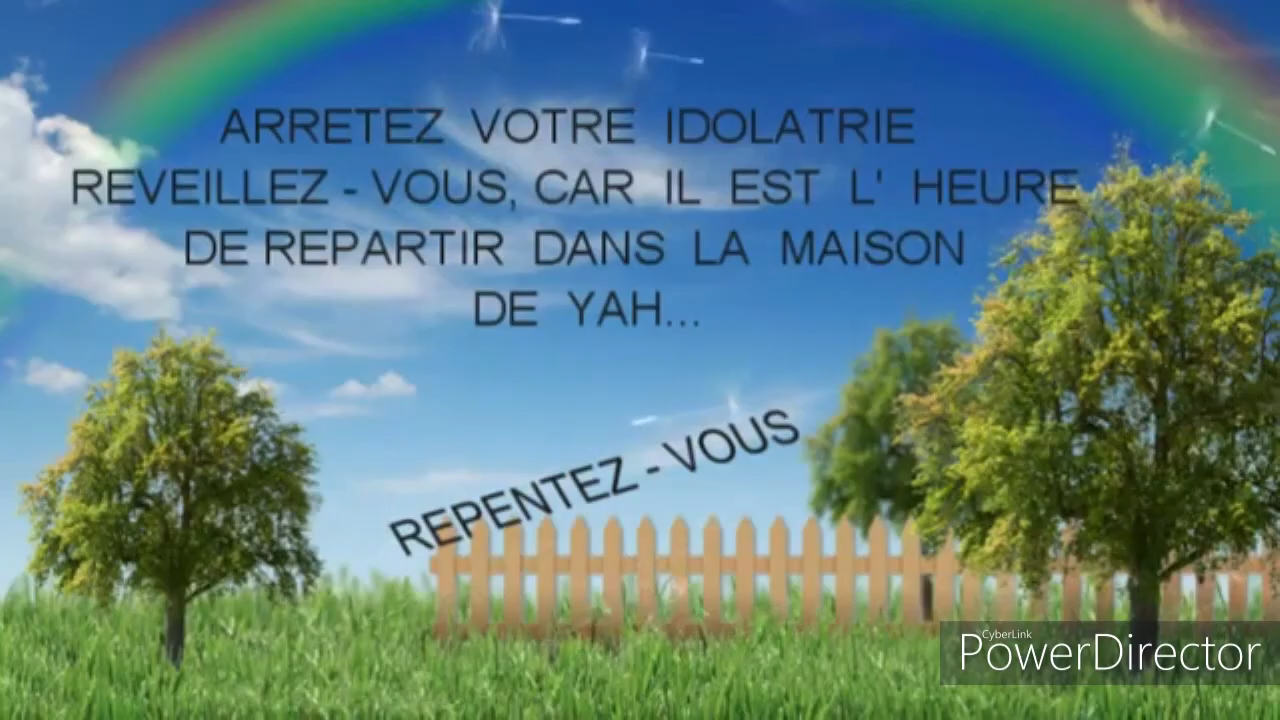 ARRETEZ VOTRE IDOLATRIE
REVEILLEZ - VOUS, CAR IL EST L' HEURE
DE REPARTIR DANS LA MAISON
DE YAH...
REPENTEZ - VOUS
CyberLink
PowerDirector